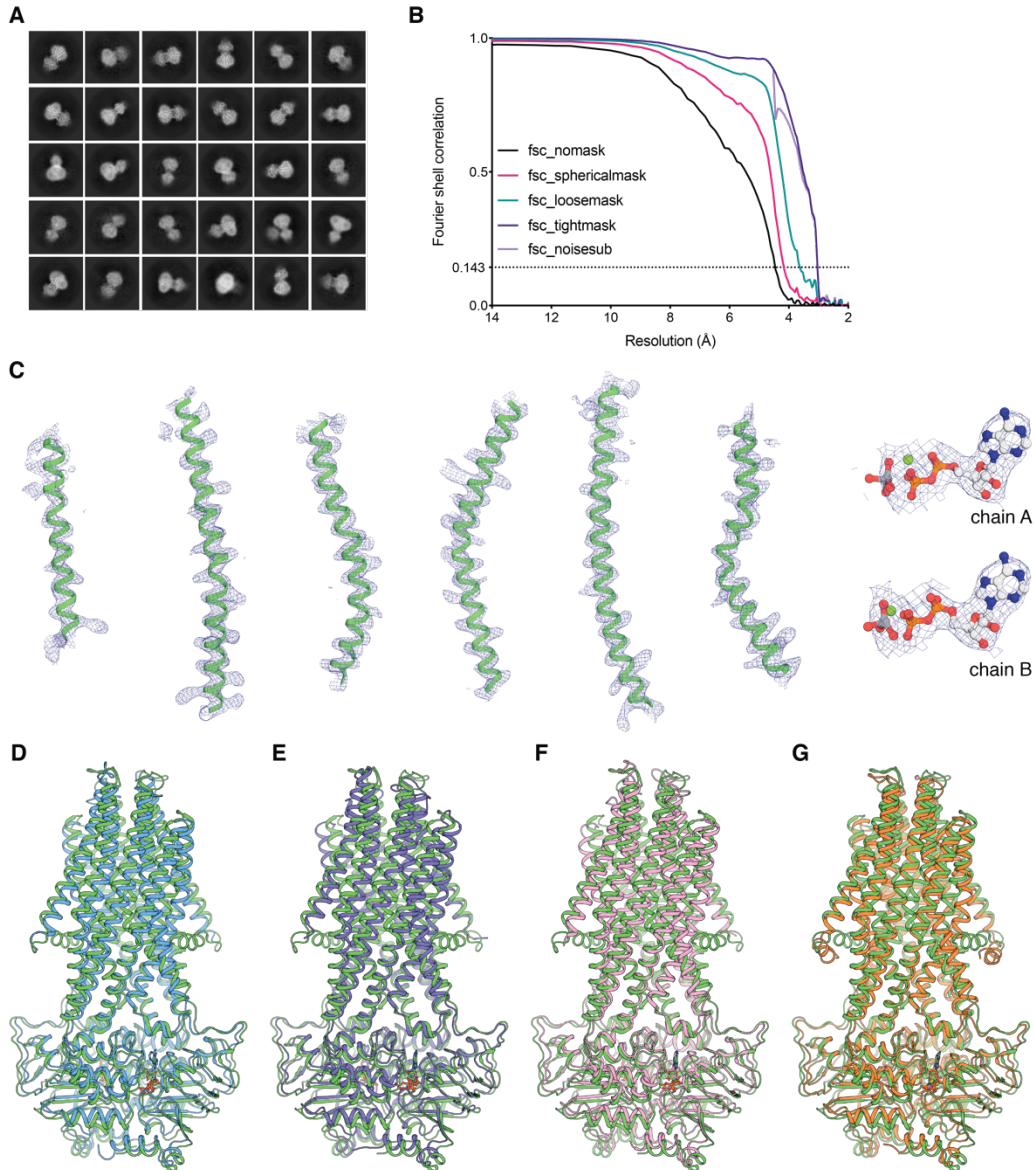 A
B
1.0
0.5
0.143
0.0
Fourier shell correlation
fsc_nomask
fsc_sphericalmask
fsc_loosemask
fsc_tightmask
fsc_noisesub
14 12 10 8 6 4 2
Resolution (Å)
C
chain A
chain B
D E F G